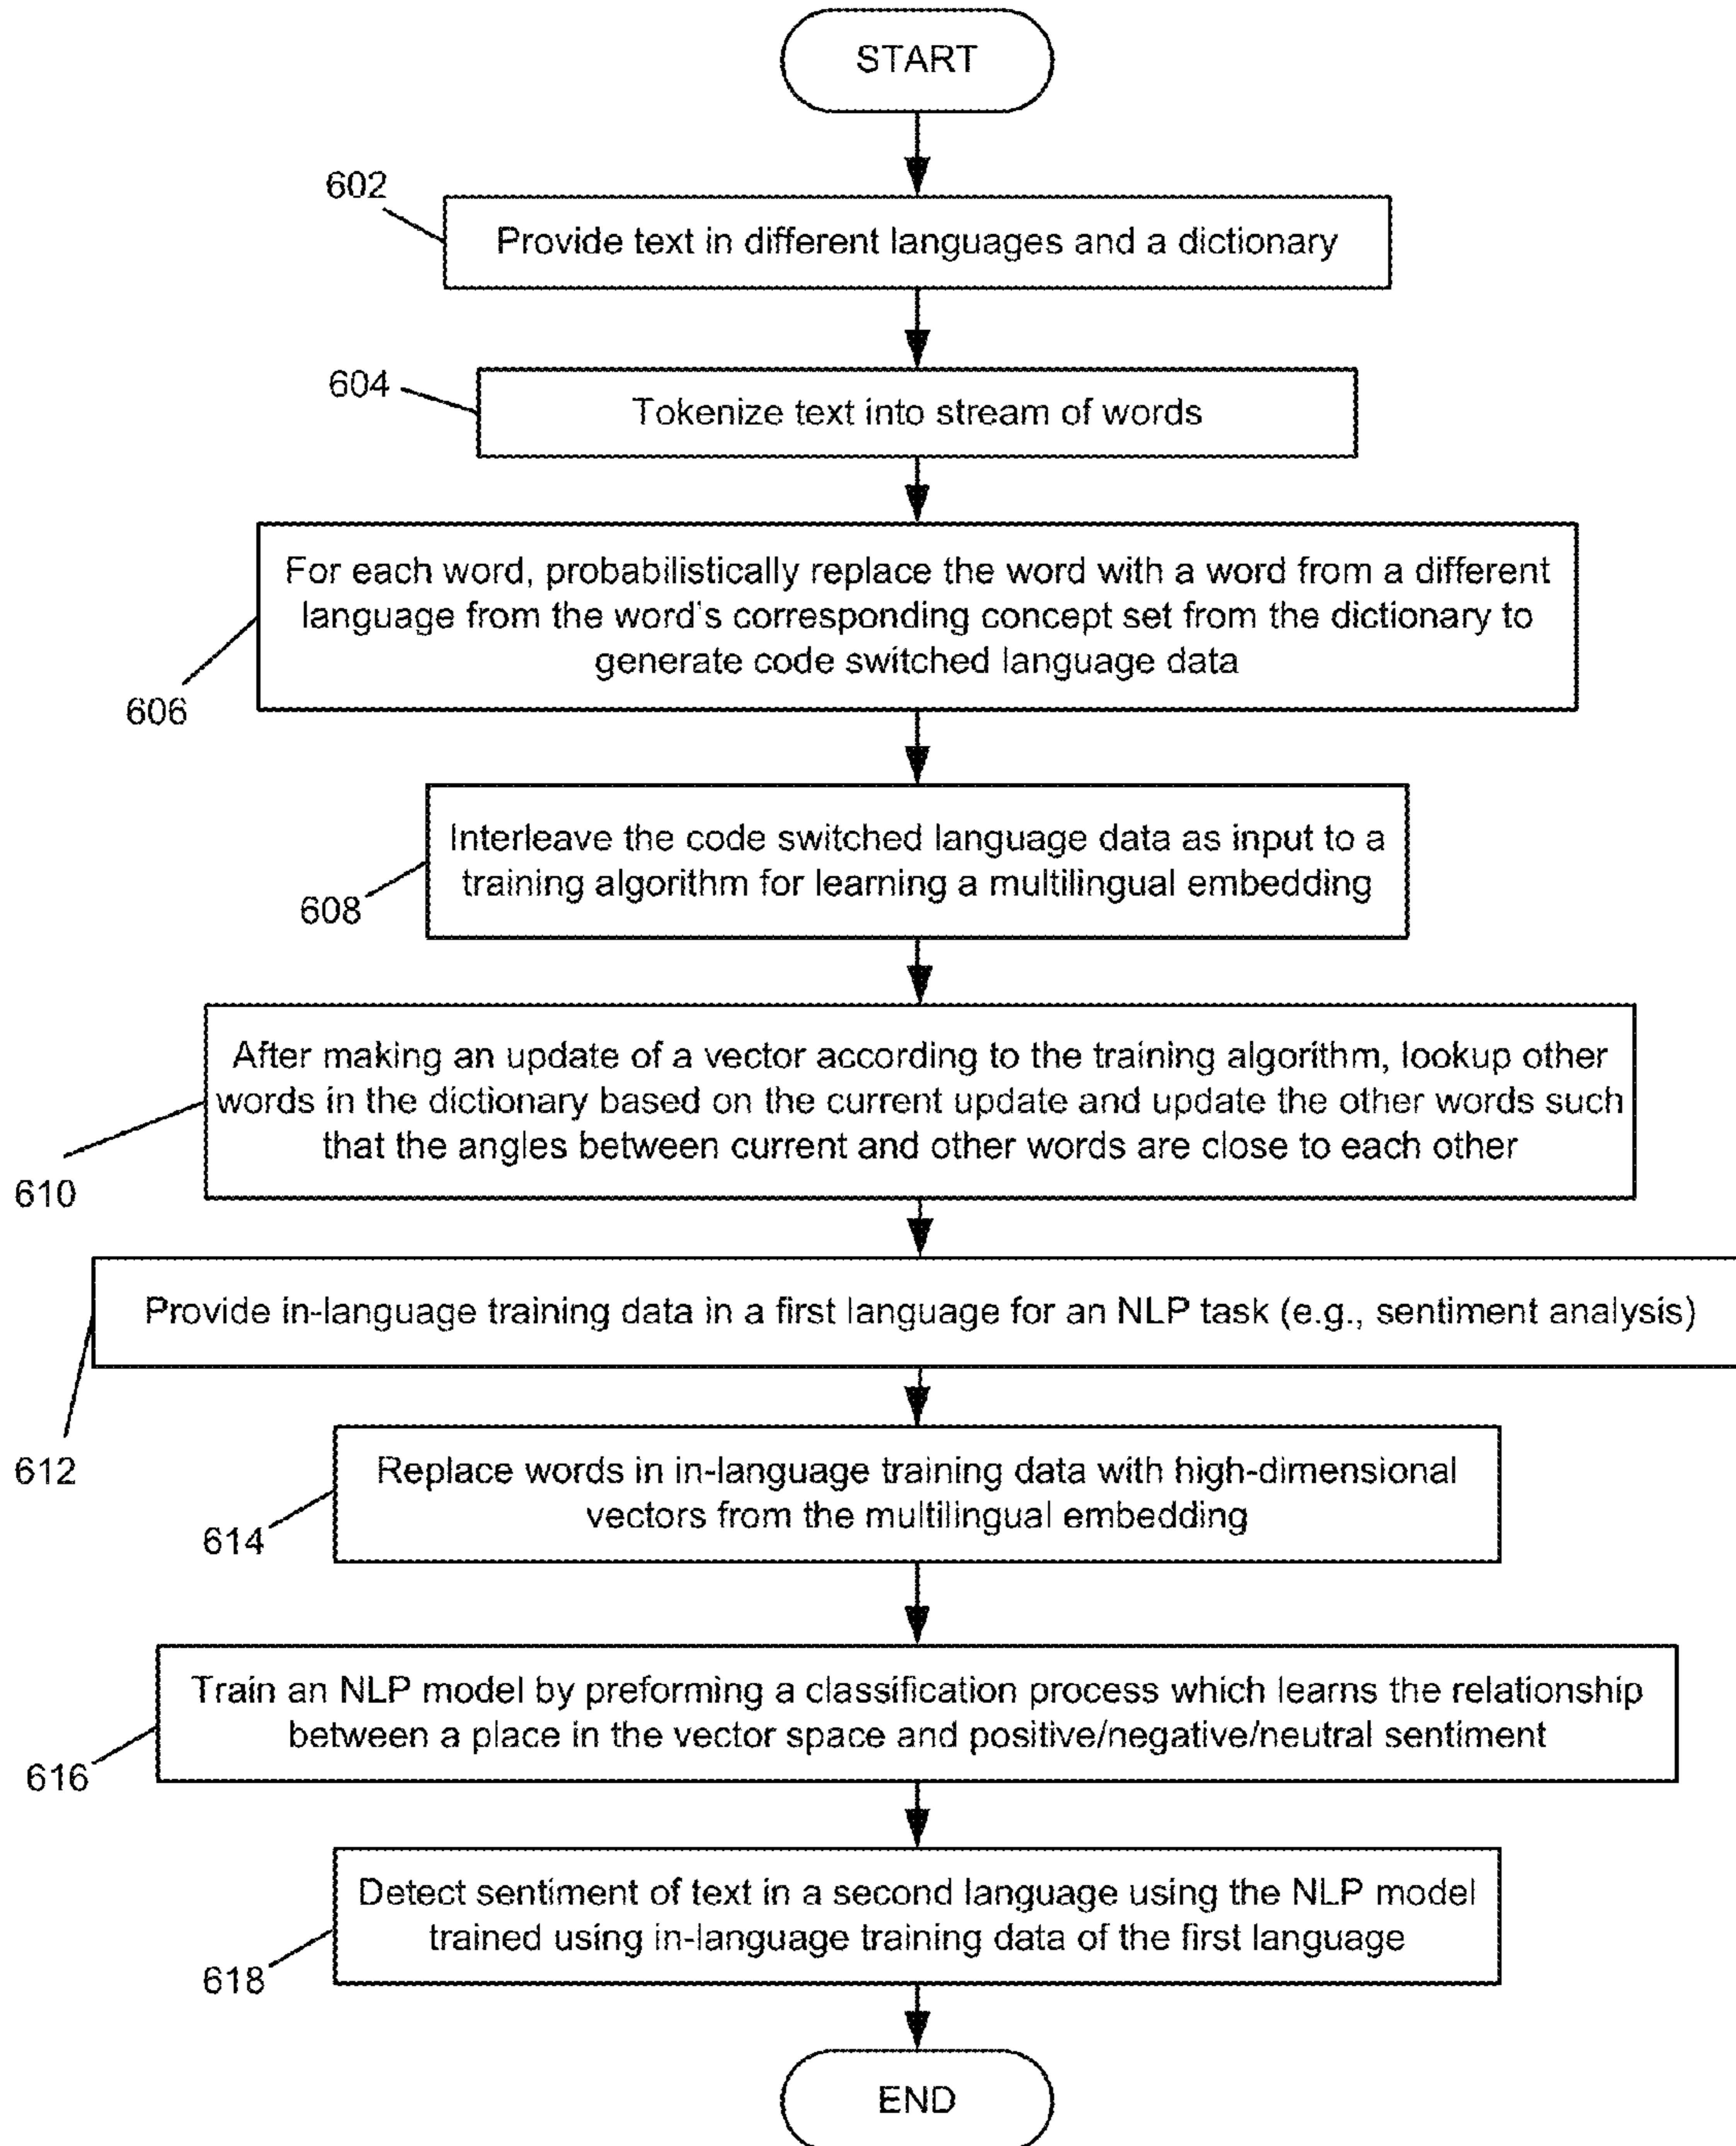 START
602
Provide text in different languages and a dictionary
604
Tokenize text into stream of words
For each word, probabilistically replace the word with a word from a different
language from the word's corresponding concept set from the dictionary to
generate code switched language data
606
Interleave the code switched language data as input to a
training algorithm for learning a multilingual embedding
608
After making an update of a vector according to the training algorithm, lookup other
words in the dictionary based on the current update and update the other words such
that the angles between current and other words are close to each other
610
Provide in-language training data in a first language for an NLP task (e.g., sentiment analysis)
612
Replace words in in-language training data with high-dimensional
vectors from the multilingual embedding
614
Train an NLP model by preforming a classification process which learns the relationship
between a place in the vector space and positive/negative/neutral sentiment
616
Detect sentiment of text in a second language using the NLP model
trained using in-language training data of the first language
618
END